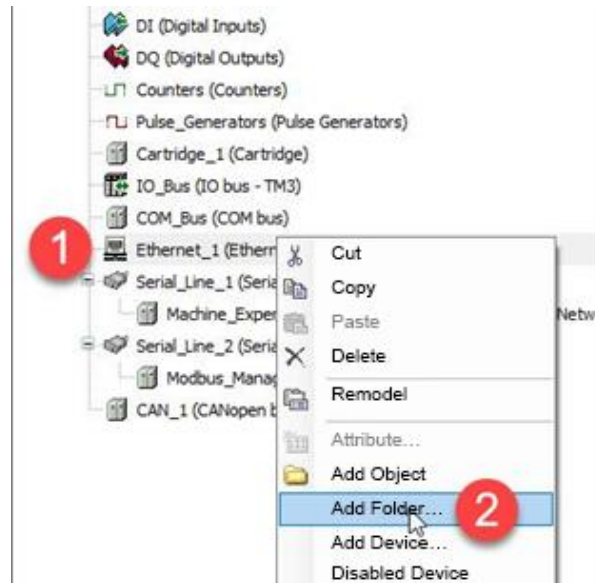 DI (Digital Inputs)
DQ (Digital Outputs)
Counters (Counters)
Pulse_Generators (Pulse Generators)
Cartridge_1 (Cartridge)
IO_Bus (IO bus - TM3)
COM_Bus (COM bus)
1
Ethernet_1 (Ethern
Serial_Line_1 (Seria
Machine_Exper
Netw
Serial_Line_2 (Seria
Modbus_Manag
CAN_1 (CANopen b
Cut
Copy
Paste
Delete
Remodel
Attribute...
Add Object
Add Folder...
2
Add Device...
Disabled Device